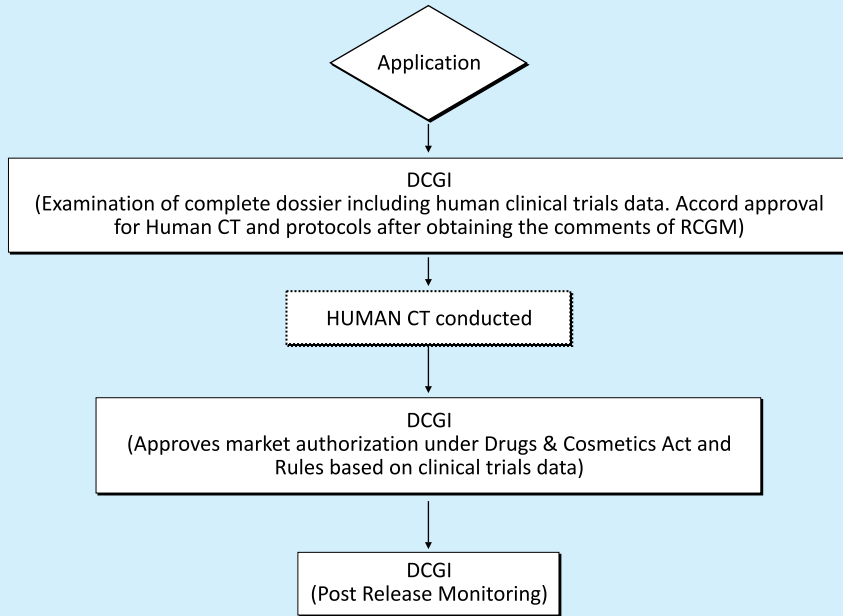 Application
DCGI
(Examination of complete dossier including human clinical trials data. Accord approval
for Human CT and protocols after obtaining the comments of RCGM)
HUMAN CT conducted
DCGI
(Approves market authorization under Drugs & Cosmetics Act and
Rules based on clinical trials data)
DCGI
(Post Release Monitoring)